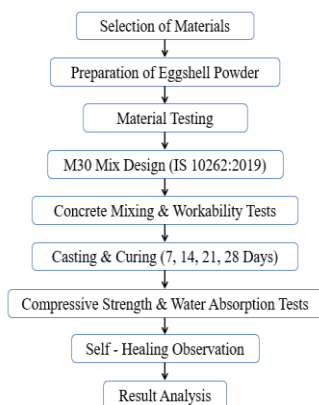 Selection of Materials
Preparation of Eggshell Powder
Material Testing
M30 Mix Design (IS 10262:2019)
Concrete Mixing & Workability Tests
Casting & Curing (7, 14, 21, 28 Days)
Compressive Strength & Water Absorption Tests
Self - Healing Observation
Result Analysis